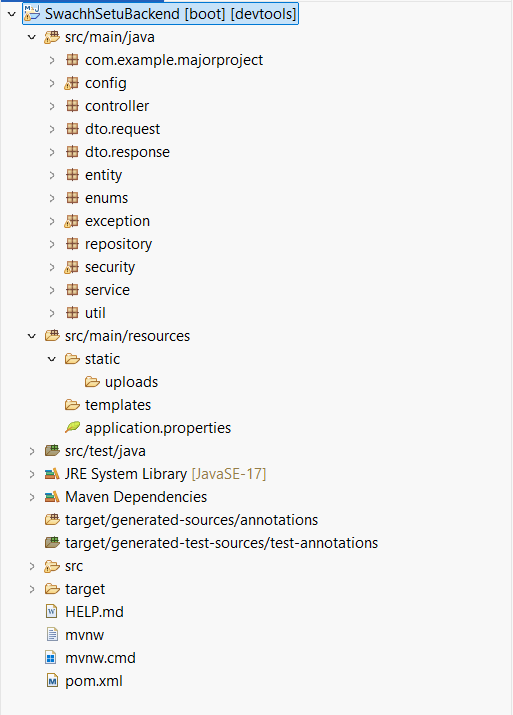 SwachhSetuBackend [boot] [devtools]
src/main/java
com.example.majorproject
config
controller
dto.request
dto.response
entity
enums
exception
repository
security
service
util
src/main/resources
static
uploads
templates
application.properties
src/test/java
JRE System Library [JavaSE-17]
Maven Dependencies
target/generated-sources/annotations
target/generated-test-sources/test-annotations
src
target
HELP.md
mvnw
mvnw.cmd
pom.xml